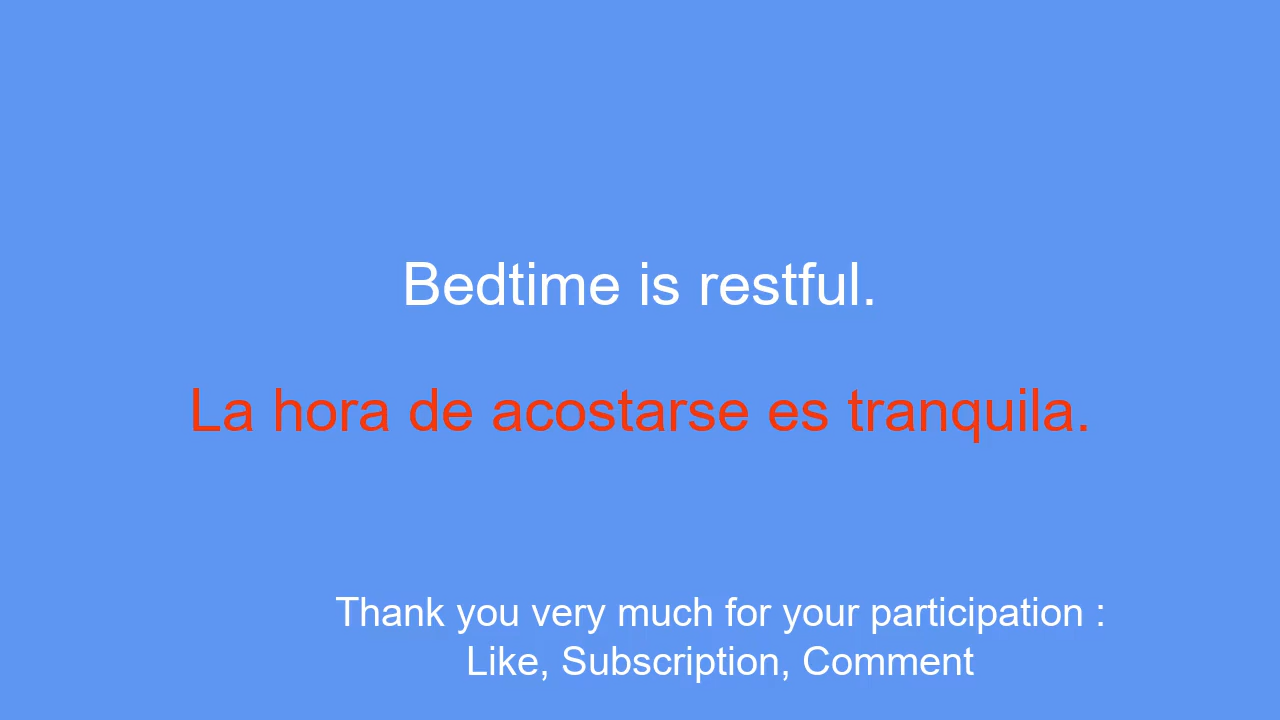 Bedtime is restful.
La hora de acostarse es tranquila.
Thank you very much for your participation :
Like, Subscription, Comment